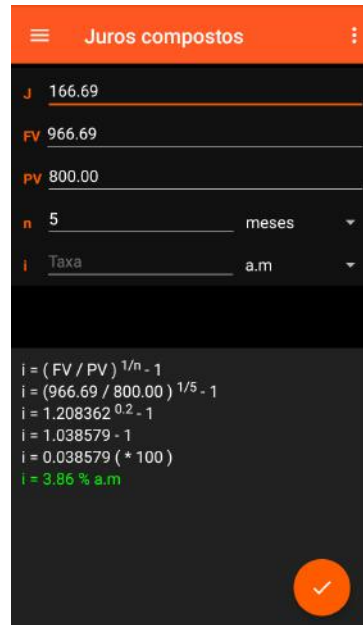 Juros compostos
J 166.69
FV 966.69
PV 800.00
n 5 meses
i Taxa a.m
i = ( FV / PV ) 1/n - 1
i = (966.69 / 800.00 ) 1/5 - 1
i = 1.208362 0.2 - 1
i = 1.038579 - 1
i = 0.038579 ( * 100 )
i = 3.86 % a.m